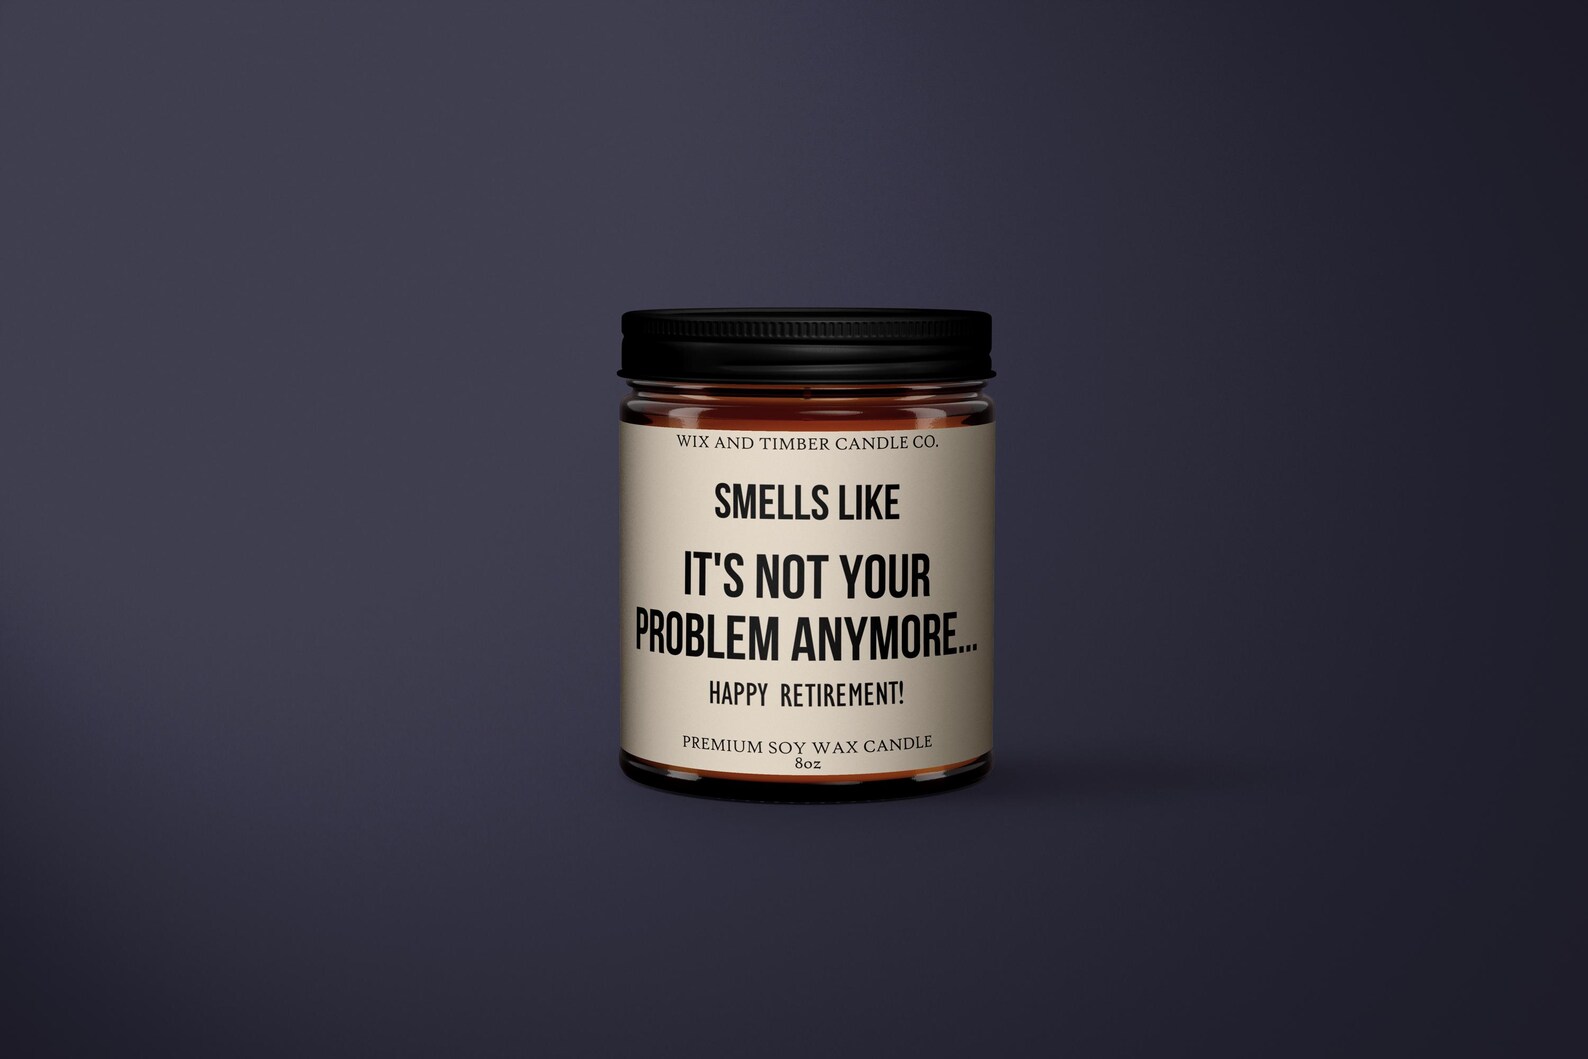 WIX AND TIMBER CANDLE CO.
SMELLS LIKE
IT'S NOT YOUR
PROBLEM ANYMORE...
HAPPY RETIREMENT!
PREMIUM SOY WAX CANDLE
8oz